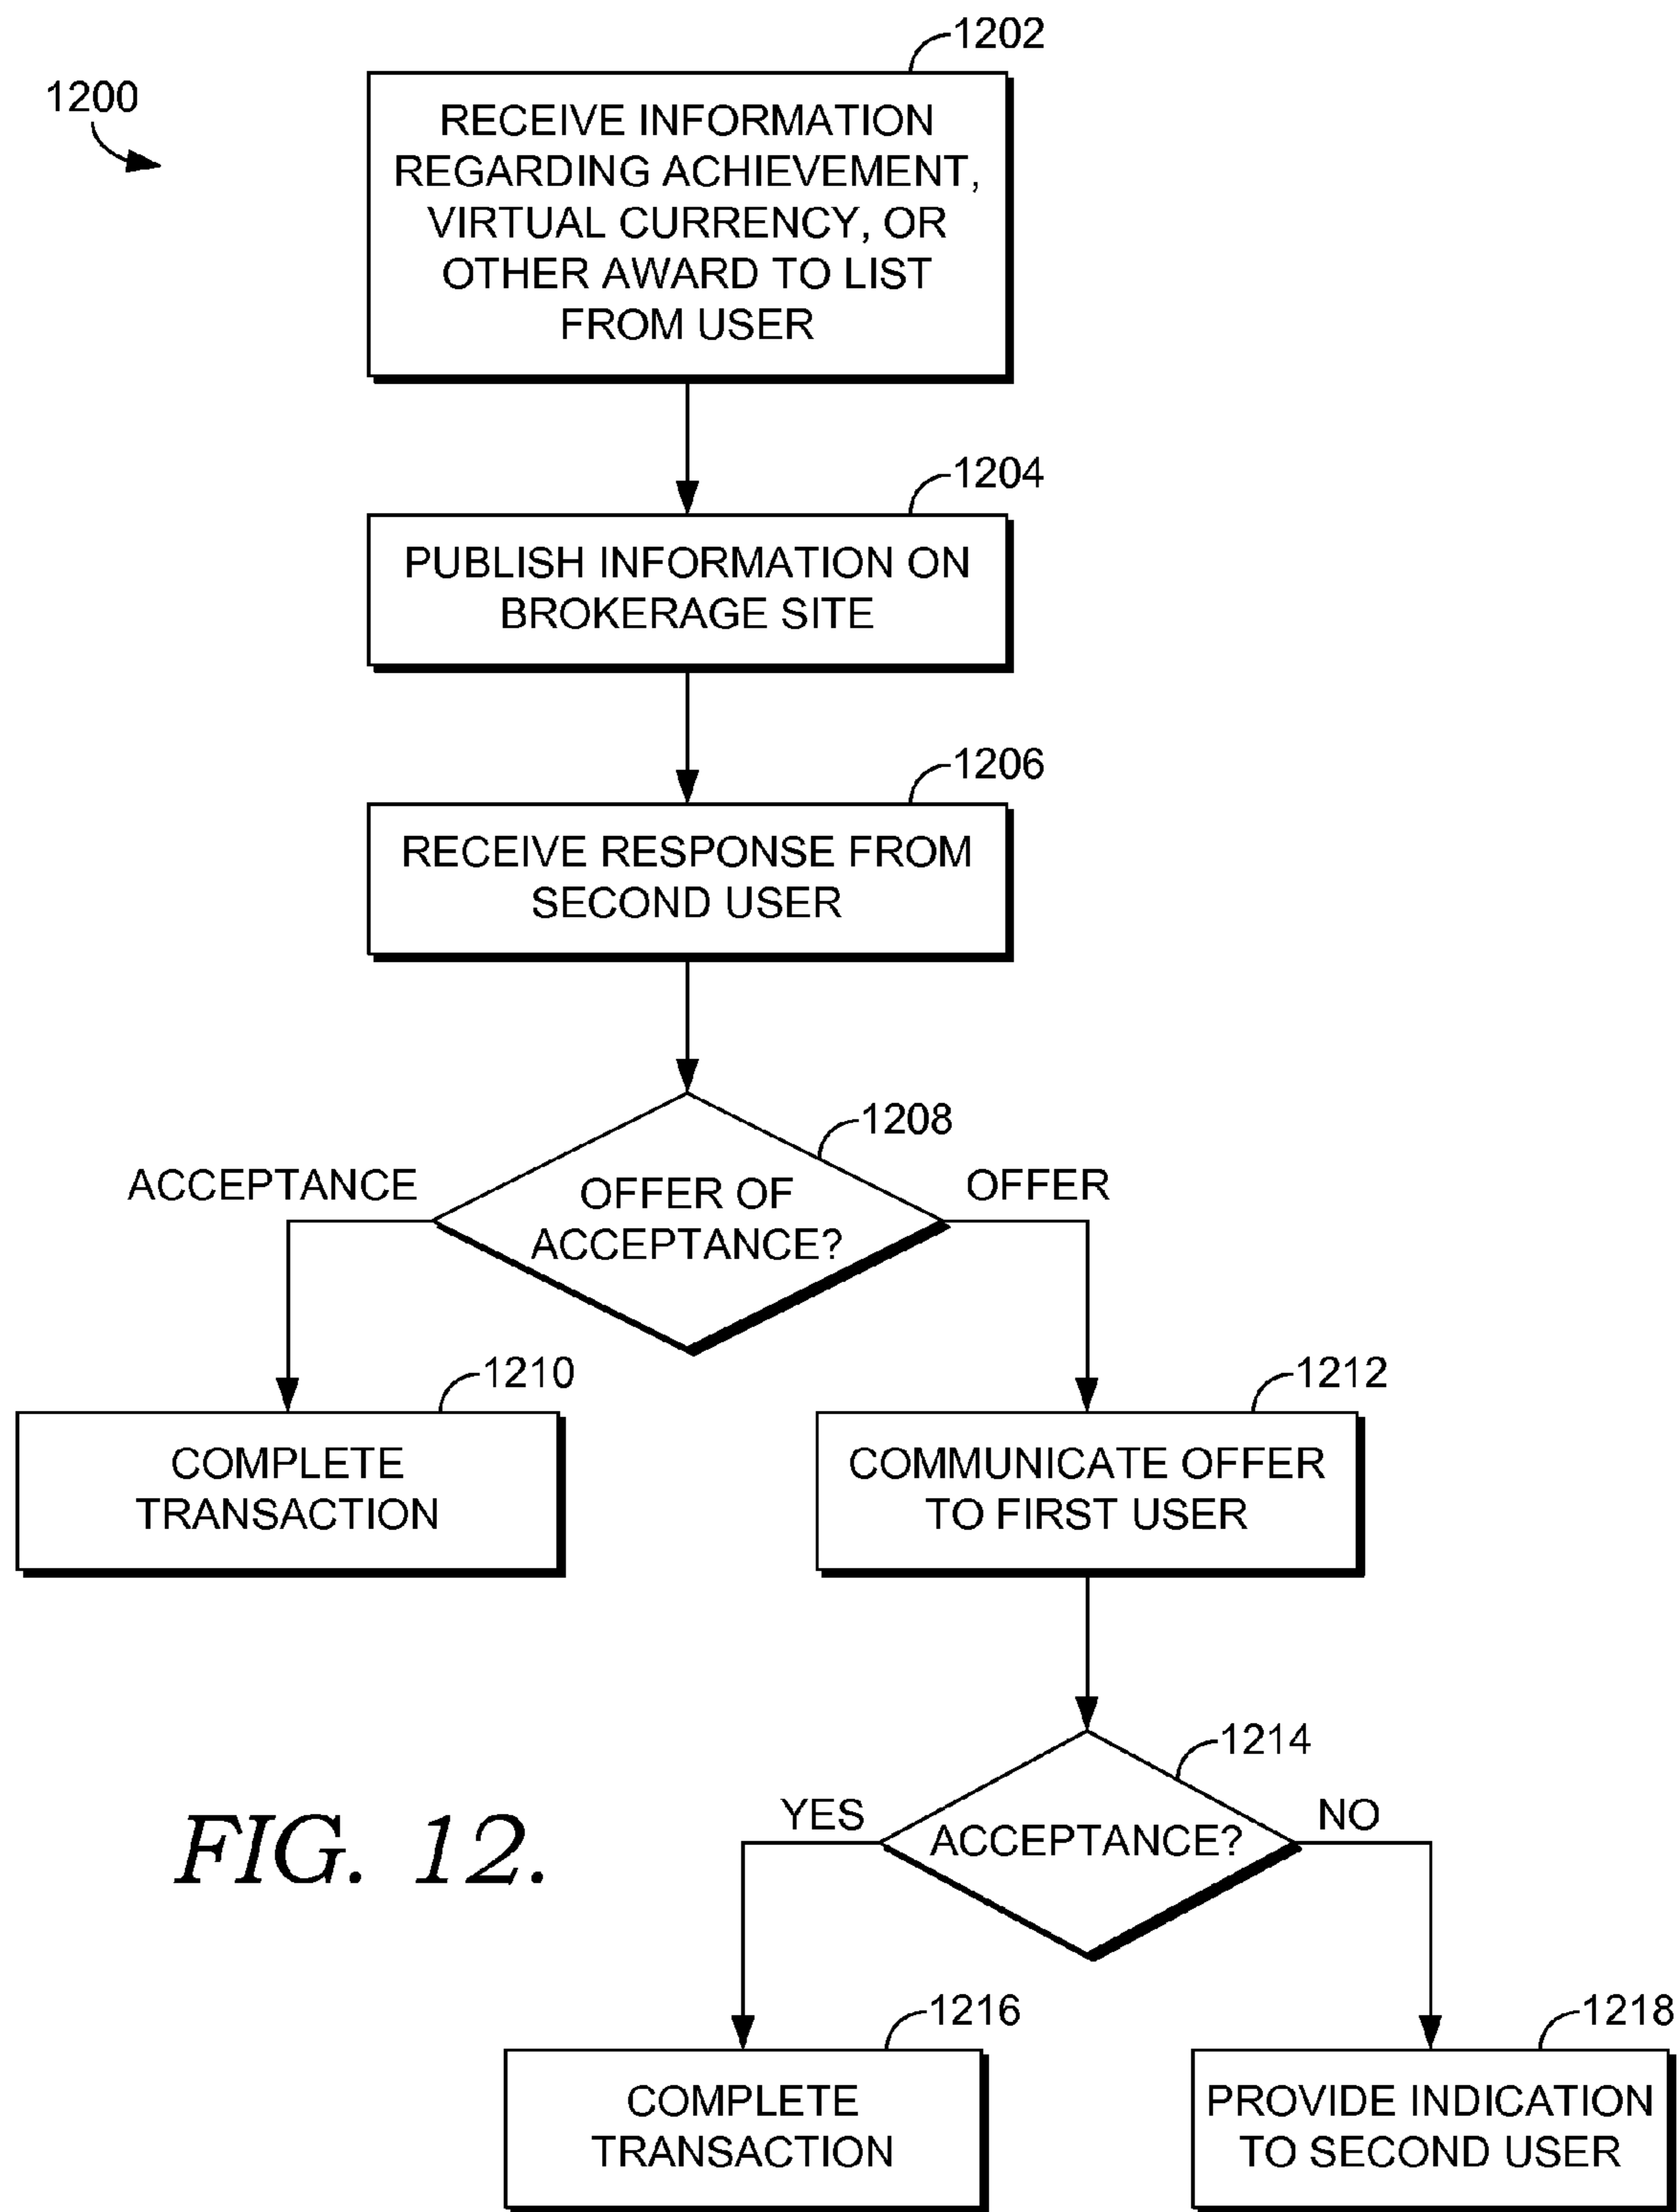 1202
1200
RECEIVE INFORMATION
REGARDING ACHIEVEMENT,
VIRTUAL CURRENCY, OR
OTHER AWARD TO LIST
FROM USER
1204
PUBLISH INFORMATION ON
BROKERAGE SITE
1206
RECEIVE RESPONSE FROM
SECOND USER
1208
ACCEPTANCE
OFFER
OFFER OF
ACCEPTANCE?
1210
1212
COMPLETE
TRANSACTION
COMMUNICATE OFFER
TO FIRST USER
1214
YES
NO
ACCEPTANCE?
FIG. 12.
1216
1218
COMPLETE
TRANSACTION
PROVIDE INDICATION
TO SECOND USER